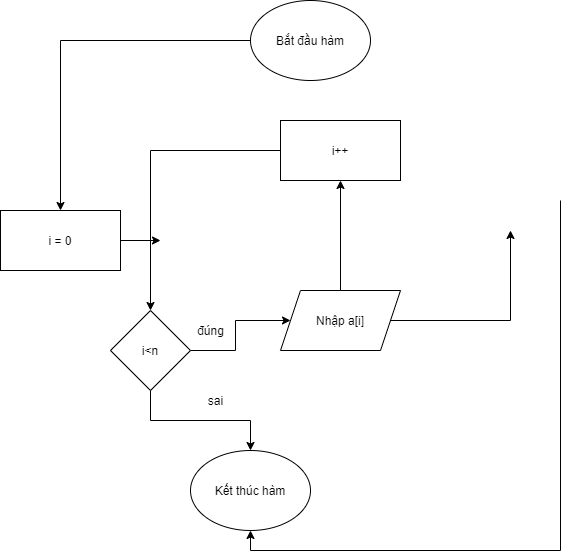 Bắt đầu hàm
i++
i = 0
Nhập a[i]
đúng
i<n
sai
Kết thúc hàm